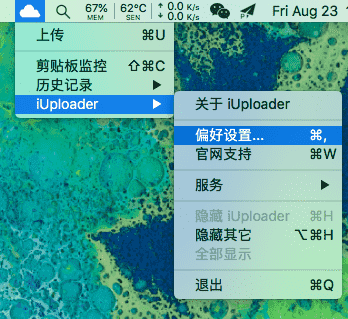 67% MEM 62°C SEN ↑ 0.0 K/s ↓ 0.0 K/s Fri Aug 23 1
上传 ⌘U
剪贴板监控 ⇧⌘C
历史记录 ▶
iUploader ▶
关于 iUploader
偏好设置... ⌘,
官网支持 ⌘W
服务 ▶
隐藏 iUploader ⌘H
隐藏其它 ⌥⌘H
全部显示
退出 ⌘Q